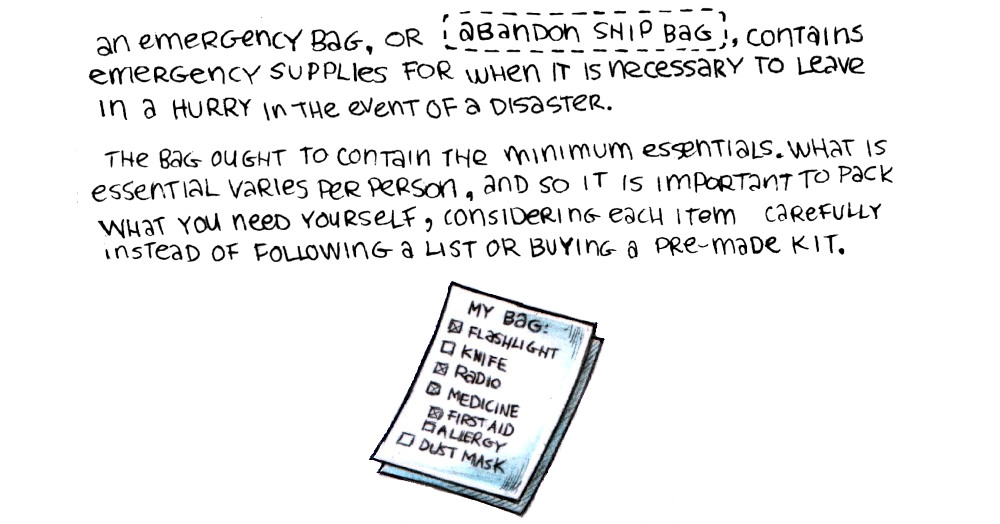 an emergency bag, or abandon ship bag, contains
emergency supplies for when it is necessary to leave
in a hurry in the event of a disaster.
The bag ought to contain the minimum essentials. What is
essential varies per person, and so it is important to pack
what you need yourself, considering each item carefully
instead of following a list or buying a pre-made kit.
MY BAG:
FLASHLIGHT
KNIFE
RADIO
MEDICINE
FIRST AID
ALLERGY
DUST MASK